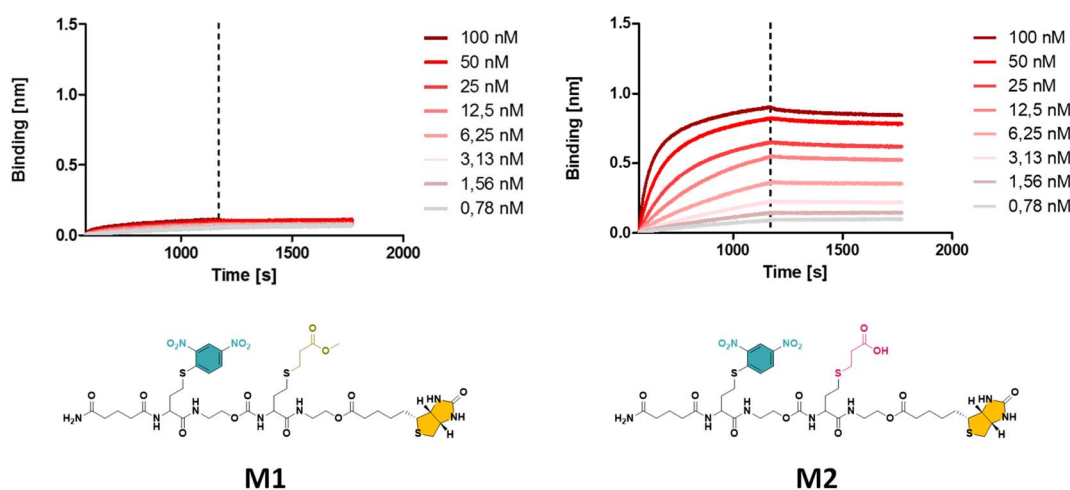 1.5
1.0
0.5
0.0
Binding [nm]
1000
1500
2000
Time [s]
100 nM
50 nM
25 nM
12,5 nM
6,25 nM
3,13 nM
1,56 nM
0,78 nM
1.5
1.0
0.5
0.0
Binding [nm]
1000
1500
2000
Time [s]
100 nM
50 nM
25 nM
12,5 nM
6,25 nM
3,13 nM
1,56 nM
0,78 nM
O₂N NO₂ O
O
S S
O O H O H O HN O
H₂N N N O N N O H NH
H O H O S H
M1
O₂N NO₂ O
OH
S S
O O H O H O HN O
H₂N N N O N N O H NH
H O H O S H
M2